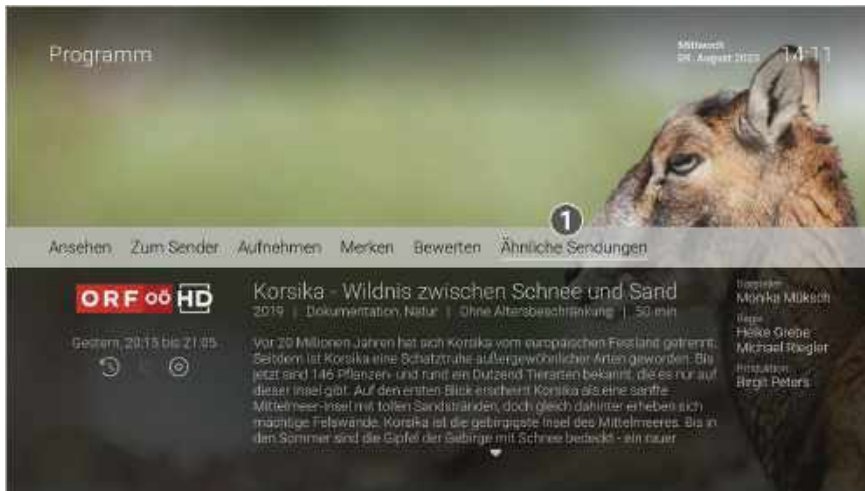 Programm
Mittwoch
09. August 2023
14:11
1
Ansehen Zum Sender Aufnehmen Merken Bewerten Ähnliche Sendungen
ORF OÖ HD
Korsika - Wildnis zwischen Schnee und Sand
2019 | Dokumentation, Natur | Ohne Altersbeschränkung | 50 min
Gestern, 20:15 bis 21:05
Vor 20 Millionen Jahren hat sich Korsika vom europäischen Festland getrennt.
Seitdem ist Korsika eine Schatztruhe außergewöhnlicher Arten geworden. Bis
jetzt sind 146 Pflanzen- und rund ein Dutzend Tierarten bekannt, die es nur auf
dieser Insel gibt. Auf den ersten Blick erscheint Korsika als eine sanfte
Mittelmeer-Insel mit tollen Sandstränden, doch gleich dahinter erheben sich
mächtige Felswände. Korsika ist die gebirgigste Insel des Mittelmeeres. Bis in
den Sommer sind die Gipfel der Gebirge mit Schnee bedeckt - ein rauer
Darsteller
Monika Müksch
Regie
Heike Grebe
Michael Riegler
Produktion
Birgit Peters